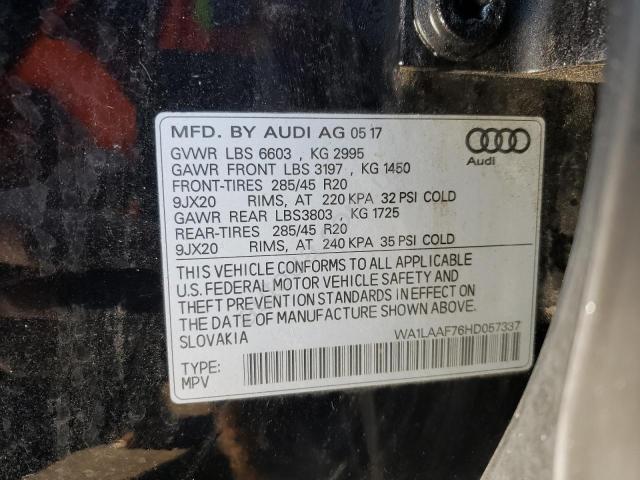 MFD. BY AUDI AG 05 17
GVWR LBS 6603 , KG 2995
GAWR FRONT LBS 3197 , KG 1450
FRONT-TIRES 285/45 R20
9JX20 RIMS, AT 220 KPA 32 PSI COLD
GAWR REAR LBS3803 , KG 1725
REAR-TIRES 285/45 R20
9JX20 RIMS, AT 240 KPA 35 PSI COLD
Audi
THIS VEHICLE CONFORMS TO ALL APPLICABLE
U.S. FEDERAL MOTOR VEHICLE SAFETY AND
THEFT PREVENTION STANDARDS IN EFFECT ON
THE DATE OF MANUFACTURE SHOWN ABOVE.
SLOVAKIA
WA1LAAF76HD057337
TYPE:
MPV